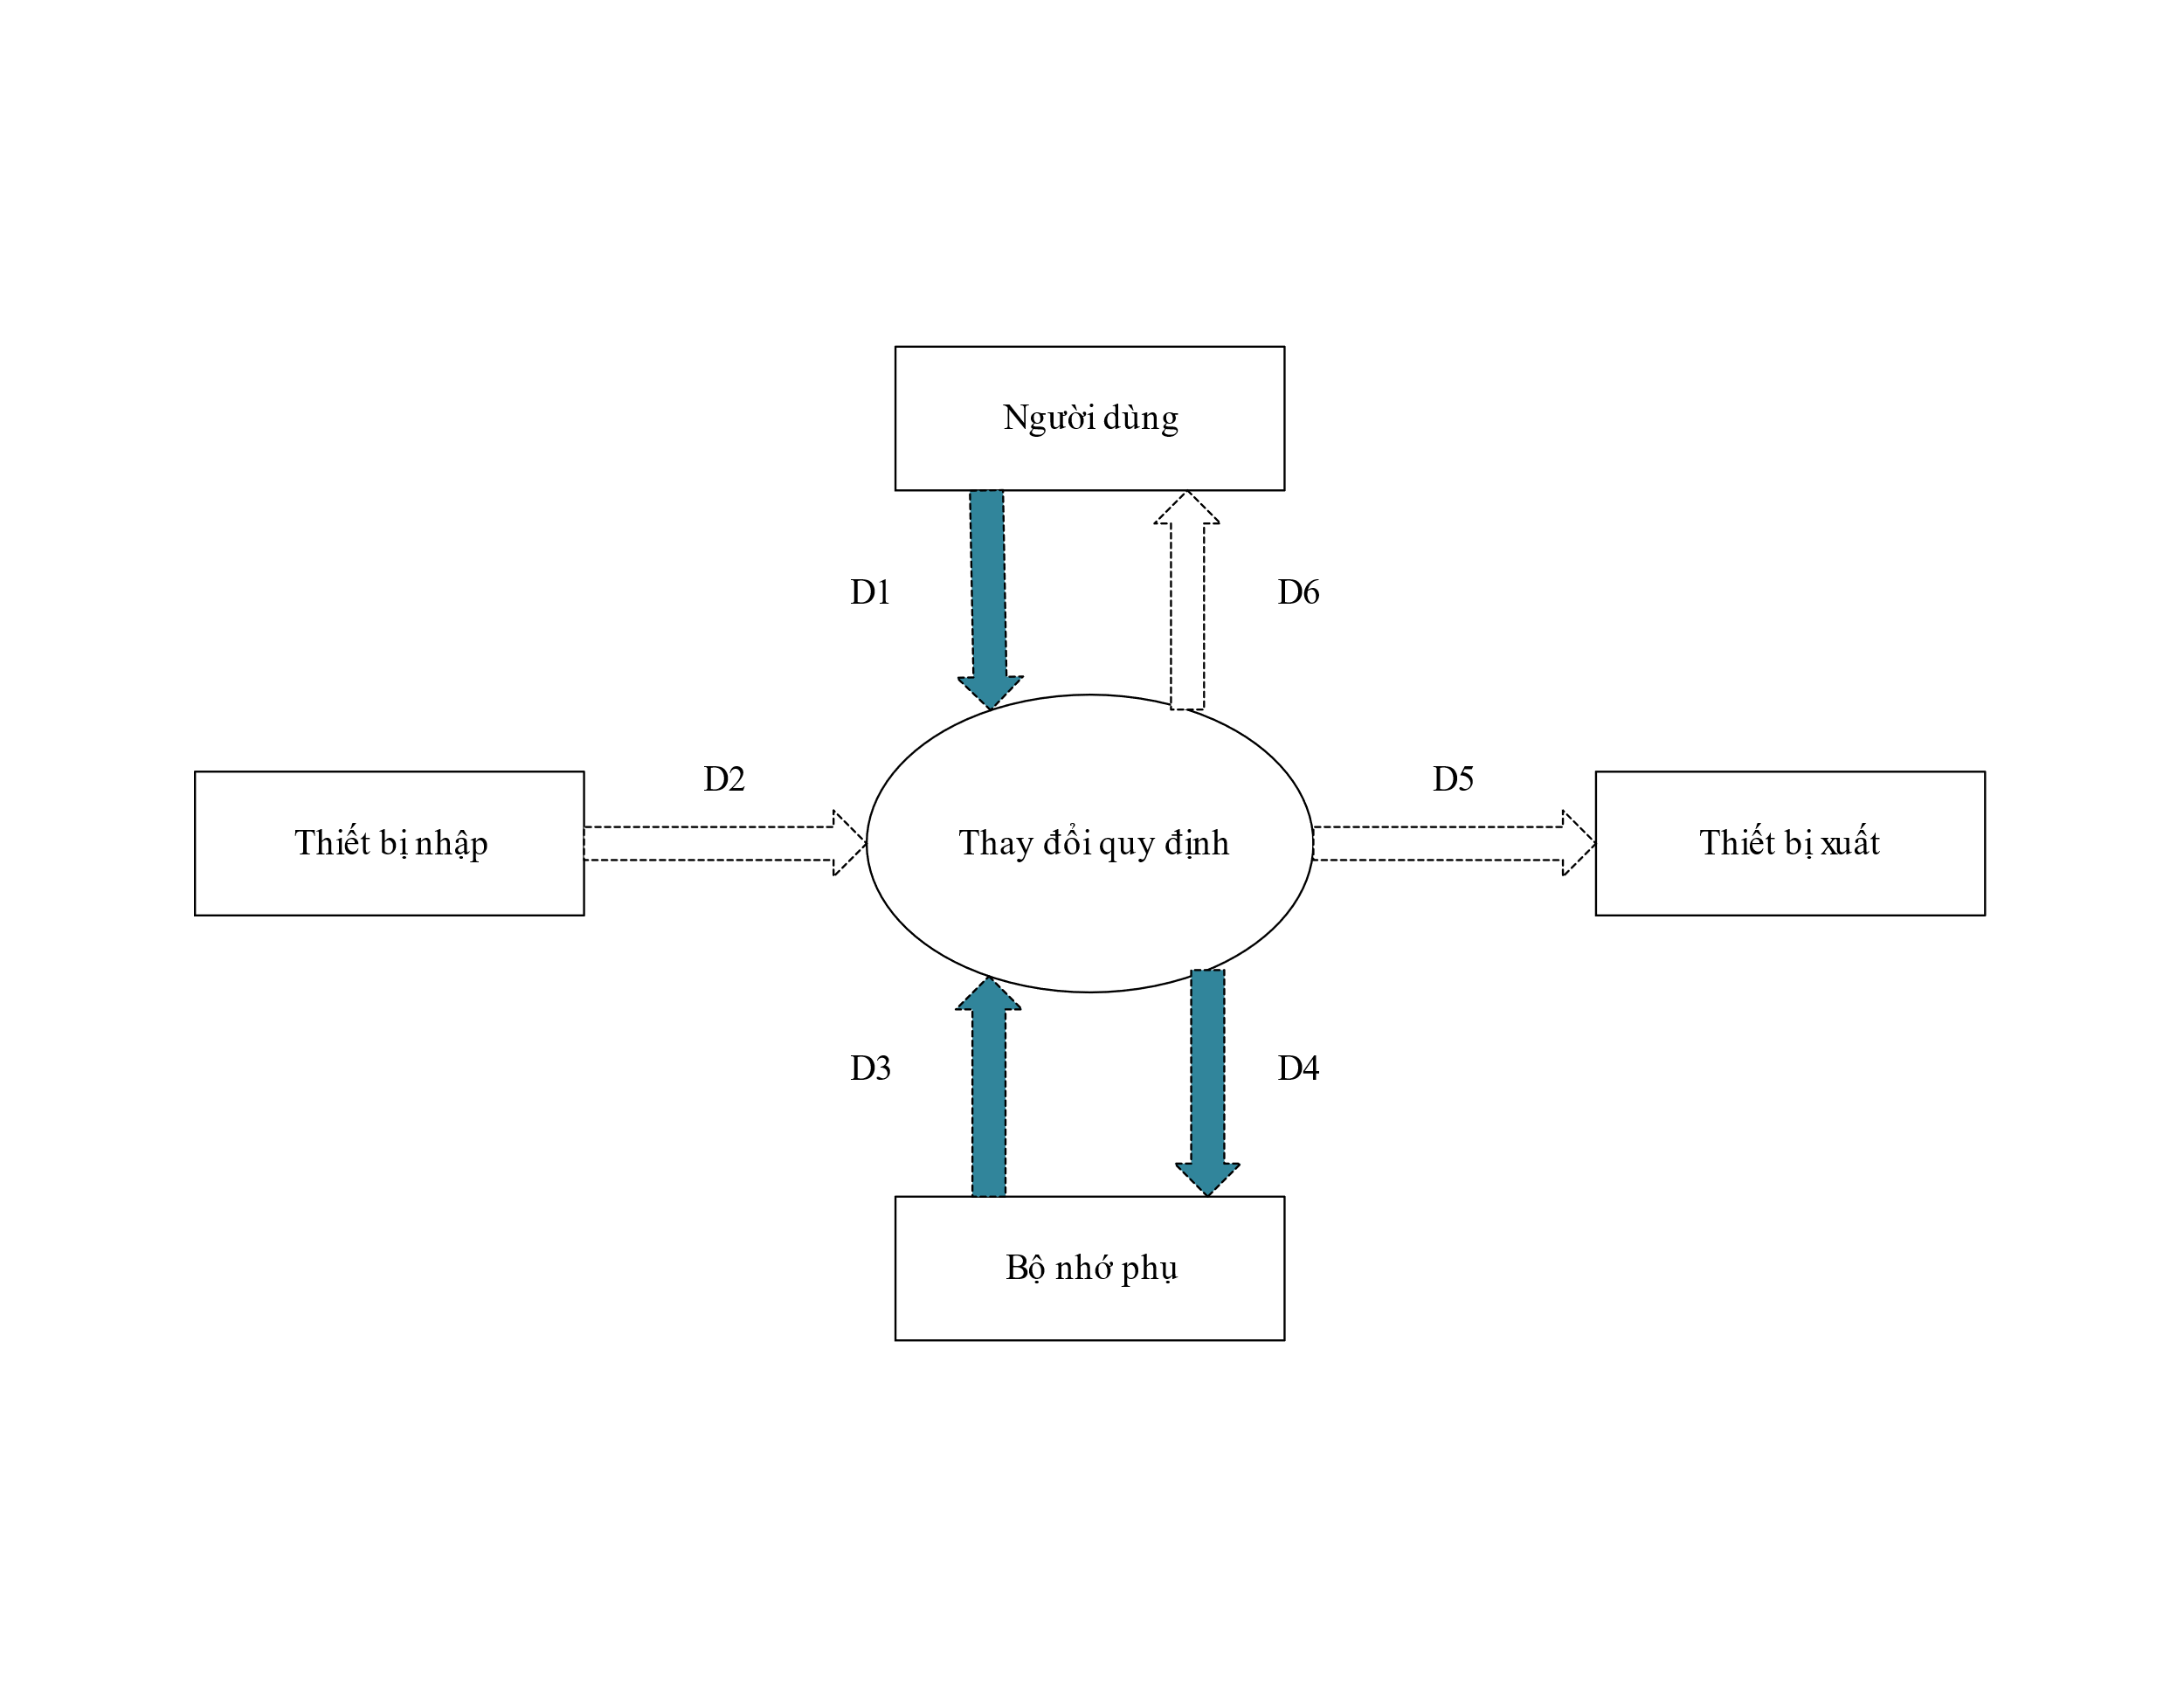 Người dùng
D1
D6
D2
D5
Thiết bị nhập
Thay đổi quy định
Thiết bị xuất
D3
D4
Bộ nhớ phụ